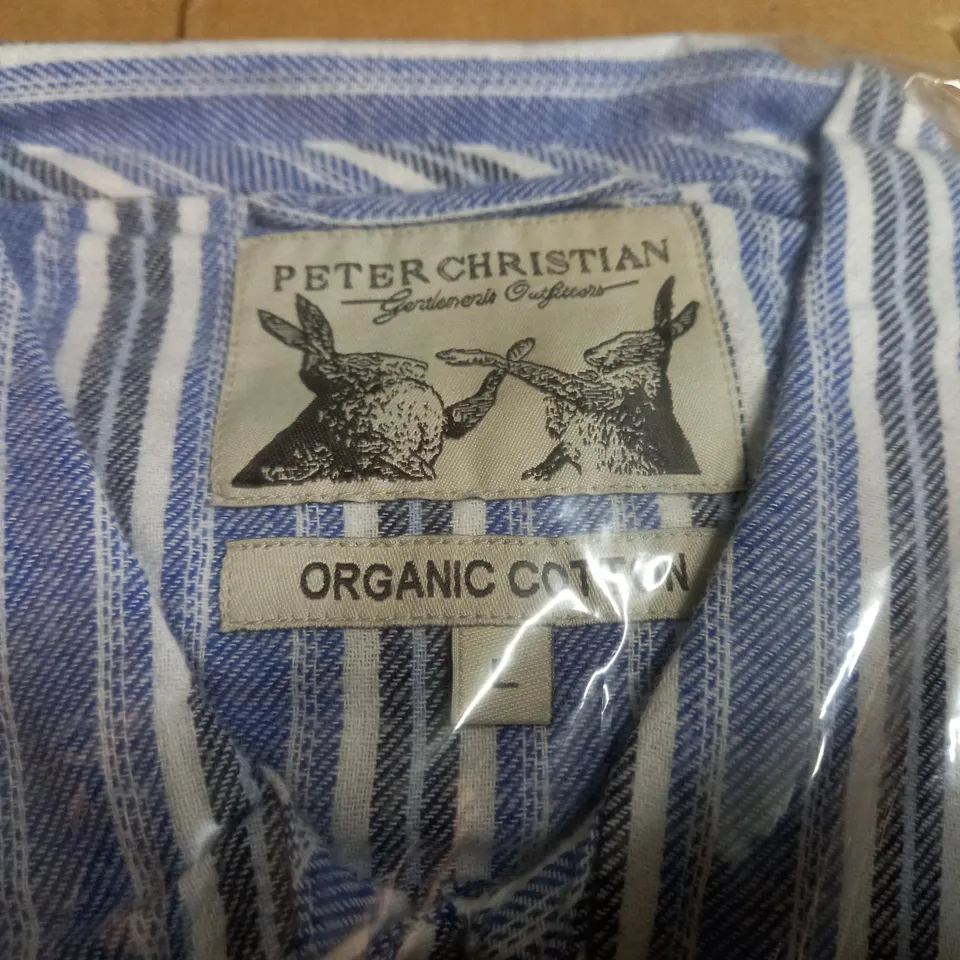 PETER CHRISTIAN
Gentlemen's Outfitters
ORGANIC COTTON
L